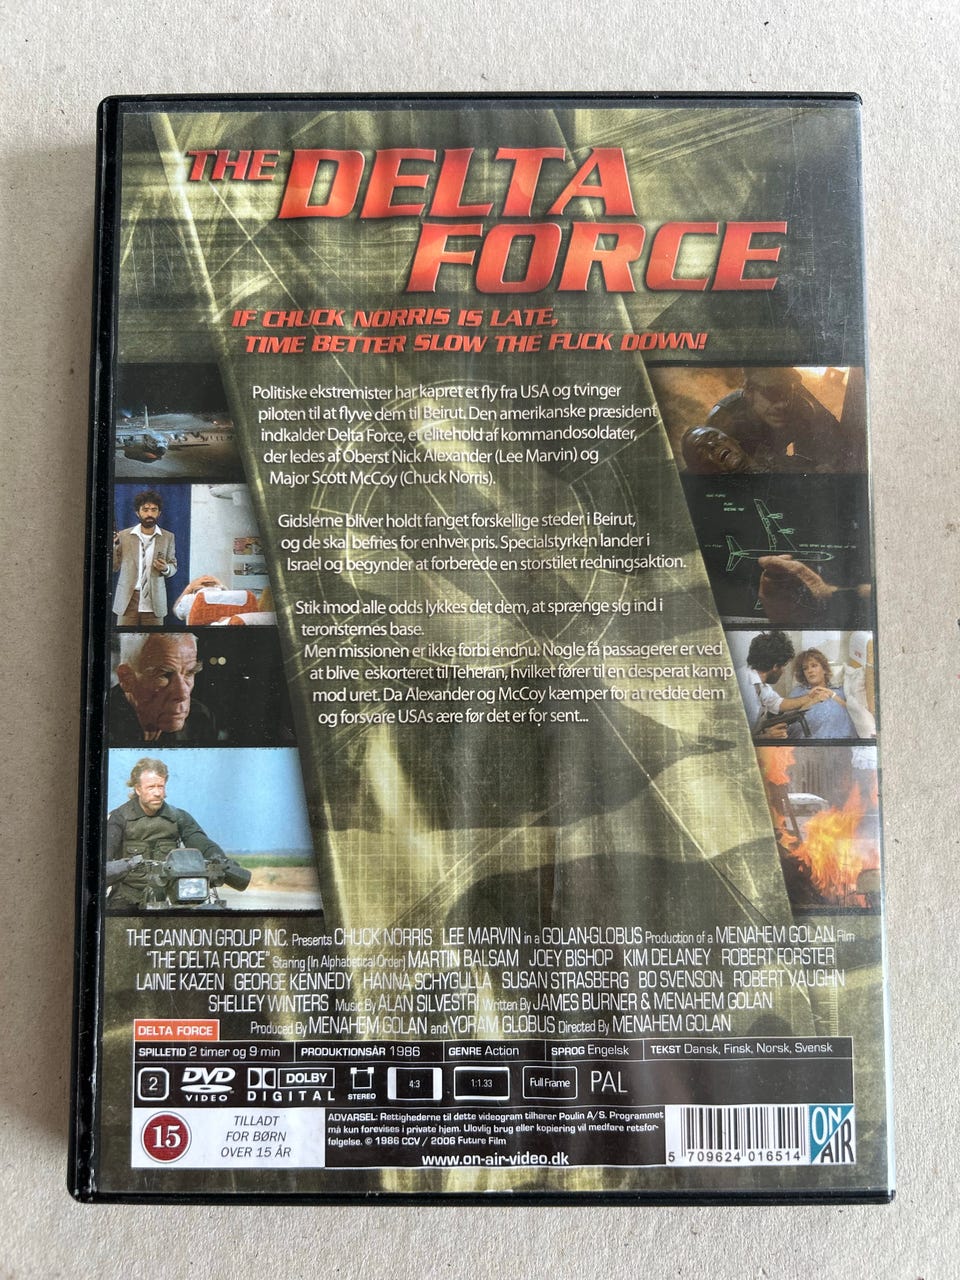 THE DELTA
FORCE
IF CHUCK NORRIS IS LATE,
TIME BETTER SLOW THE FUCK DOWN!
Politiske ekstremister har kapret et fly fra USA og tvinger
piloten til at flyve dem til Beirut. Den amerikanske præsident
indkalder Delta Force, et elitehold af kommandosoldater,
der ledes af Oberst Nick Alexander (Lee Marvin) og
Major Scott McCoy (Chuck Norris).
Gidslerne bliver holdt fanget forskellige steder i Beirut,
og de skal befries for enhver pris. Specialstyrken lander i
Israel og begynder at forberede en storstilet redningsaktion.
Stik imod alle odds lykkes det dem, at sprænge sig ind i
teroristernes base.
Men missionen er ikke forbi endnu. Nogle få passagerer er ved
at blive eskorteret til Teheran, hvilket fører til en desperat kamp
mod uret. Da Alexander og McCoy kæmper for at redde dem
og forsvare USAs ære før det er for sent...
THE CANNON GROUP INC. Presents CHUCK NORRIS LEE MARVIN in a GOLAN-GLOBUS Production of a MENAHEM GOLAN Film
"THE DELTA FORCE" Staring (In Alphabetical Order) MARTIN BALSAM JOEY BISHOP KIM DELANEY ROBERT FORSTER
LAINIE KAZEN GEORGE KENNEDY HANNA SCHYGULLA SUSAN STRASBERG BO SVENSON ROBERT VAUGHN
SHELLEY WINTERS Music By ALAN SILVESTRI Written By JAMES BURNER & MENAHEM GOLAN
Produced By MENAHEM GOLAN and YORAM GLOBUS Directed By MENAHEM GOLAN
DELTA FORCE
SPILLETID 2 timer og 9 min PRODUKTIONSÅR 1986 GENRE Action SPROG Engelsk TEKST Dansk, Finsk, Norsk, Svensk
2 DVD VIDEO DOLBY DIGITAL STEREO 4:3 1:1.33 Full Frame PAL
15 TILLADT
FOR BØRN
OVER 15 ÅR
ADVARSEL: Rettighederne til dette videogram tilhører Poulin A/S. Programmet
må kun forevises i private hjem. Ulovlig brug eller kopiering vil medføre retsfor-
følgelse. © 1986 CCV / 2006 Future Film
www.on-air-video.dk
5 709624 016514
ON
AIR